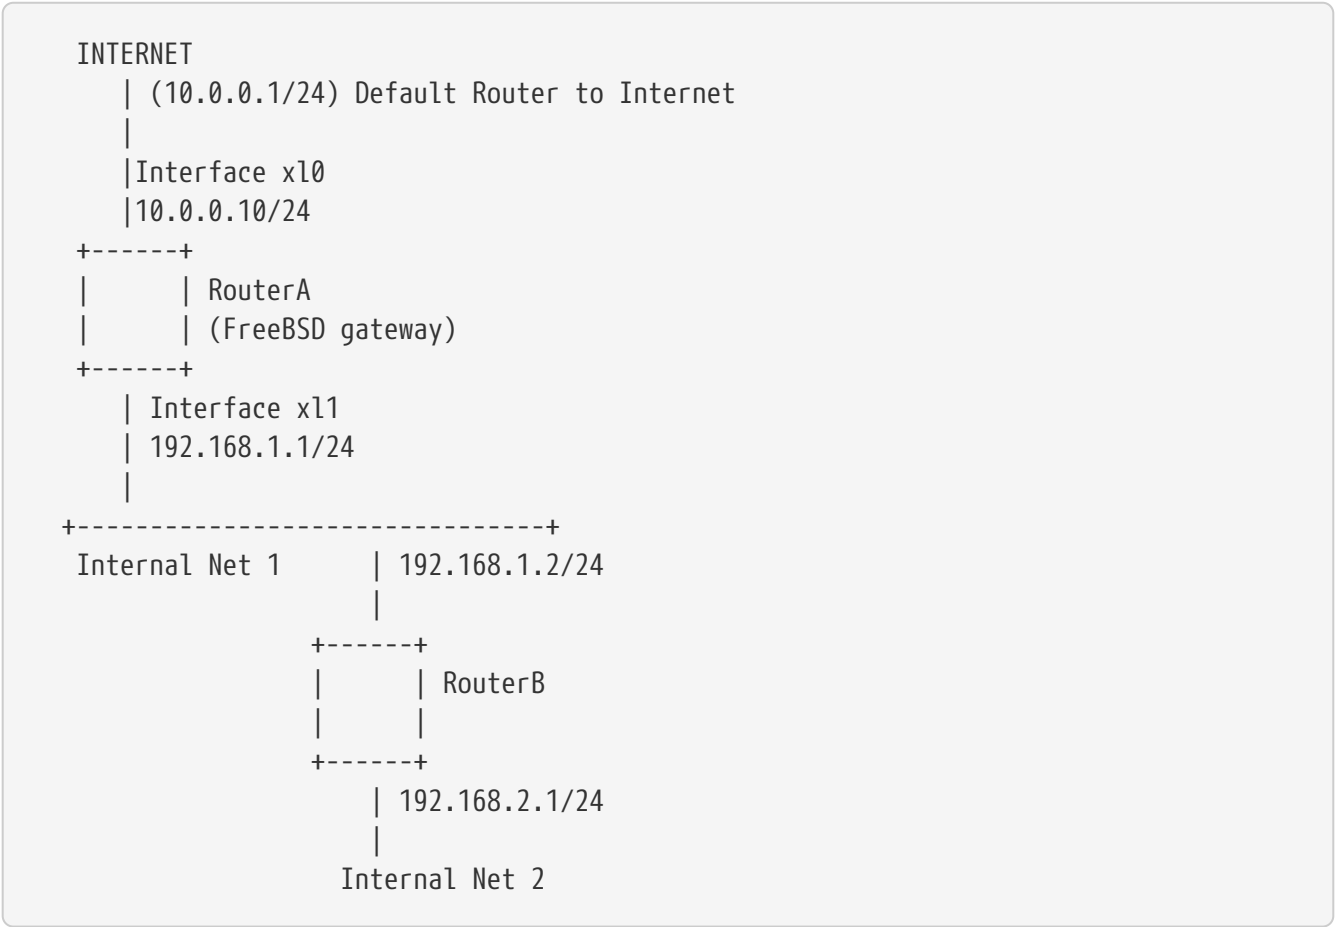 INTERNET
| (10.0.0.1/24) Default Router to Internet
|
|Interface xl0
|10.0.0.10/24
+------+
|      | RouterA
|      | (FreeBSD gateway)
+------+
| Interface xl1
| 192.168.1.1/24
|
+--------------------------------+
Internal Net 1      | 192.168.1.2/24
|
+------+
|      | RouterB
|      |
+------+
| 192.168.2.1/24
|
Internal Net 2